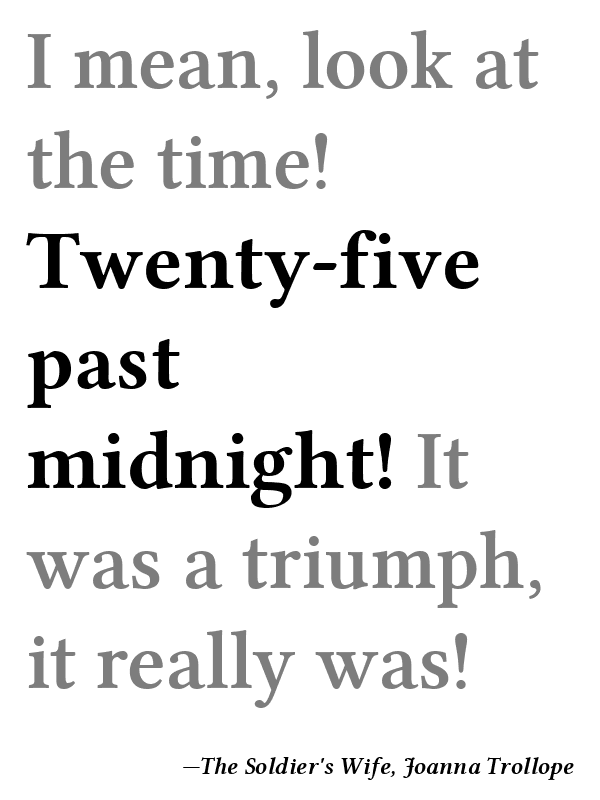 I mean, look at
the time!
Twenty-five
past
midnight! It
was a triumph,
it really was!
—The Soldier's Wife, Joanna Trollope